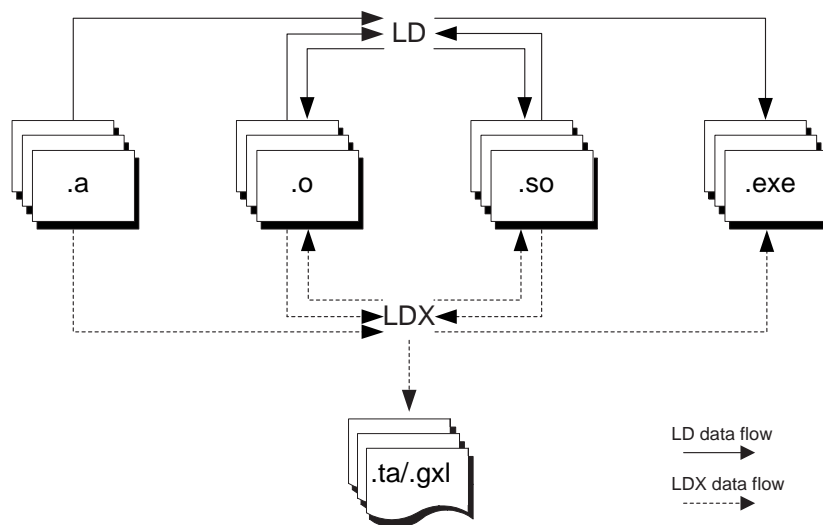 LD
.a
.o
.so
.exe
LDX
.ta/.gxl
LD data flow
LDX data flow